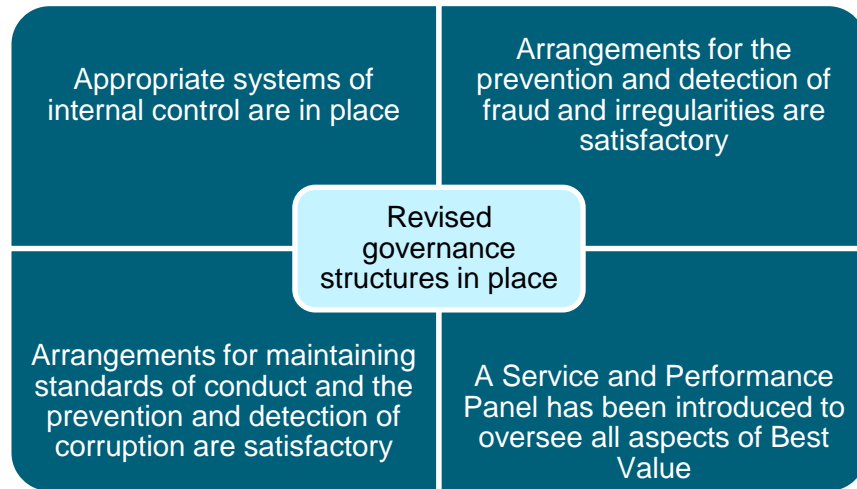 Appropriate systems of
internal control are in place
Arrangements for the
prevention and detection of
fraud and irregularities are
satisfactory
Revised
governance
structures in place
Arrangements for maintaining
standards of conduct and the
prevention and detection of
corruption are satisfactory
A Service and Performance
Panel has been introduced to
oversee all aspects of Best
Value